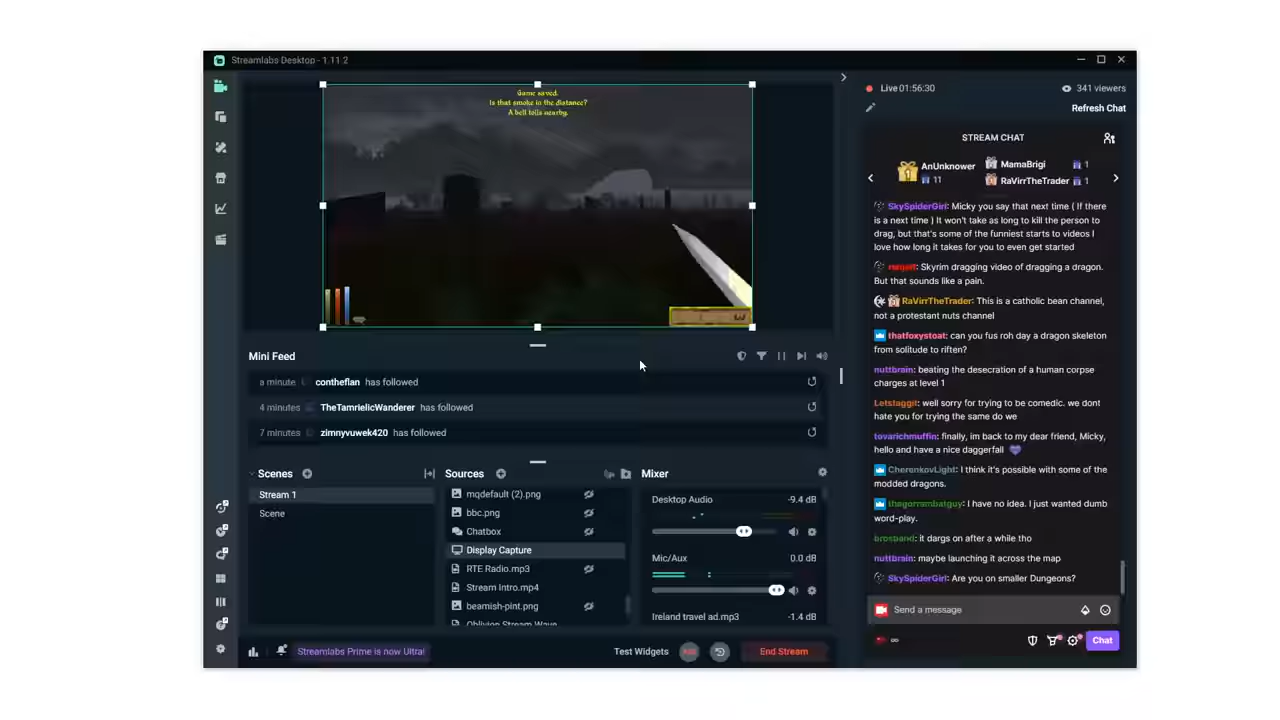 Streamlabs Desktop - 1.11.2
Game saved.
Is that smoke in the distance?
A bell tolls nearby.
Live 01:56:30
341 viewers
Refresh Chat
STREAM CHAT
AnUnknower
11
MamaBrigi 1
RaVirrTheTrader 1
SkySpiderGirl: Micky you say that next time ( If there
is a next time ) It won't take as long to kill the person to
drag, but that's some of the funniest starts to videos I
love how long it takes for you to even get started
Skyrim dragging video of dragging a dragon.
But that sounds like a pain.
RaVirrTheTrader: This is a catholic bean channel,
not a protestant nuts channel
thatfoxystoat: can you fus roh day a dragon skeleton
from solitude to riften?
nuttbrain: beating the desecration of a human corpse
charges at level 1
Letstaggit: well sorry for trying to be comedic. we dont
hate you for trying the same do we
tovarichmuffin: finally, im back to my dear friend, Micky,
hello and have a nice daggerfall
CherenkovLight: I think it's possible with some of the
modded dragons.
thegorrambatguy: I have no idea. I just wanted dumb
word-play.
brosband: it dargs on after a while tho
nuttbrain: maybe launching it across the map
SkySpiderGirl: Are you on smaller Dungeons?
Send a message
Chat
Mini Feed
a minute contheflan has followed
4 minutes TheTamrielicWanderer has followed
7 minutes zimnyvuwek420 has followed
Scenes
Stream 1
Scene
Sources
mqdefault (2).png
bbc.png
Chatbox
Display Capture
RTE Radio.mp3
Stream Intro.mp4
beamish-pint.png
Oblivion Stream Wave
Mixer
Desktop Audio -9.4 dB
Mic/Aux 0.0 dB
Ireland travel ad.mp3 -1.4 dB
Streamlabs Prime is now Ultra!
Test Widgets
REC
End Stream